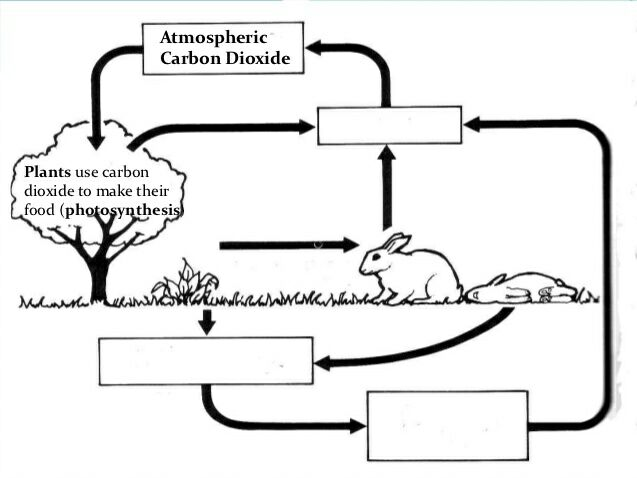 Atmospheric
Carbon Dioxide
Plants use carbon
dioxide to make their
food (photosynthesis)